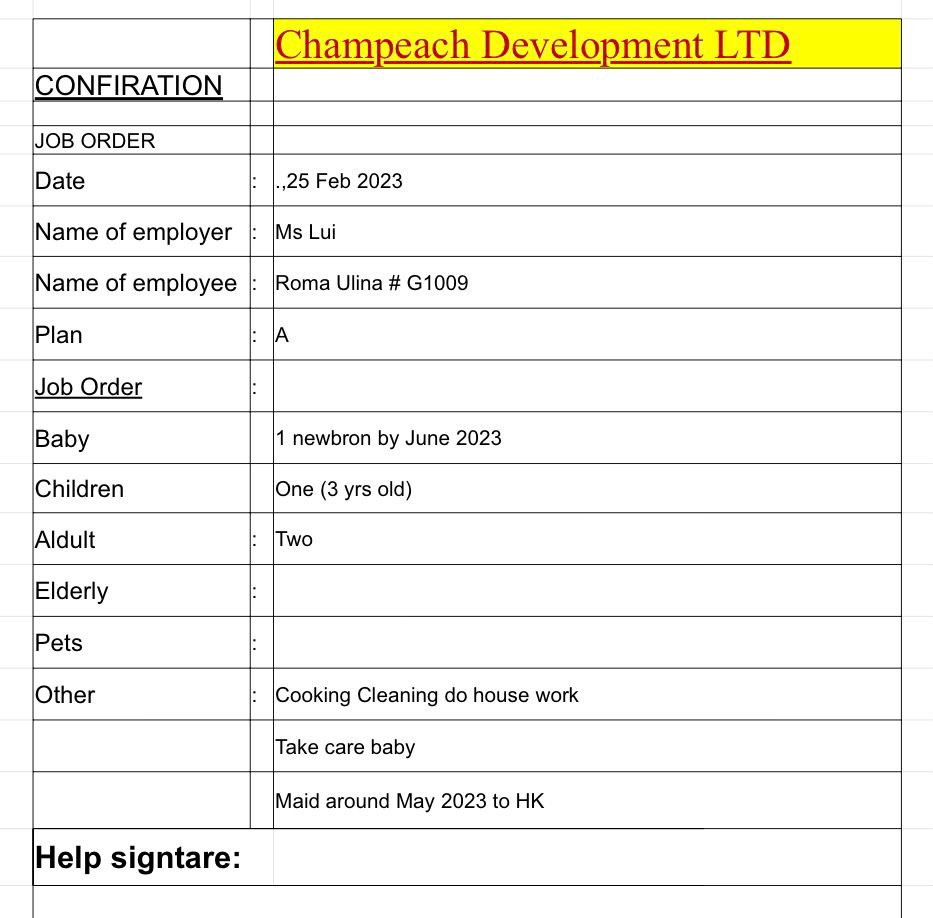 Champeach Development LTD
CONFIRATION
JOB ORDER
Date : .,25 Feb 2023
Name of employer : Ms Lui
Name of employee : Roma Ulina # G1009
Plan : A
Job Order :
Baby 1 newbron by June 2023
Children One (3 yrs old)
Aldult : Two
Elderly :
Pets :
Other : Cooking Cleaning do house work
Take care baby
Maid around May 2023 to HK
Help signtare: